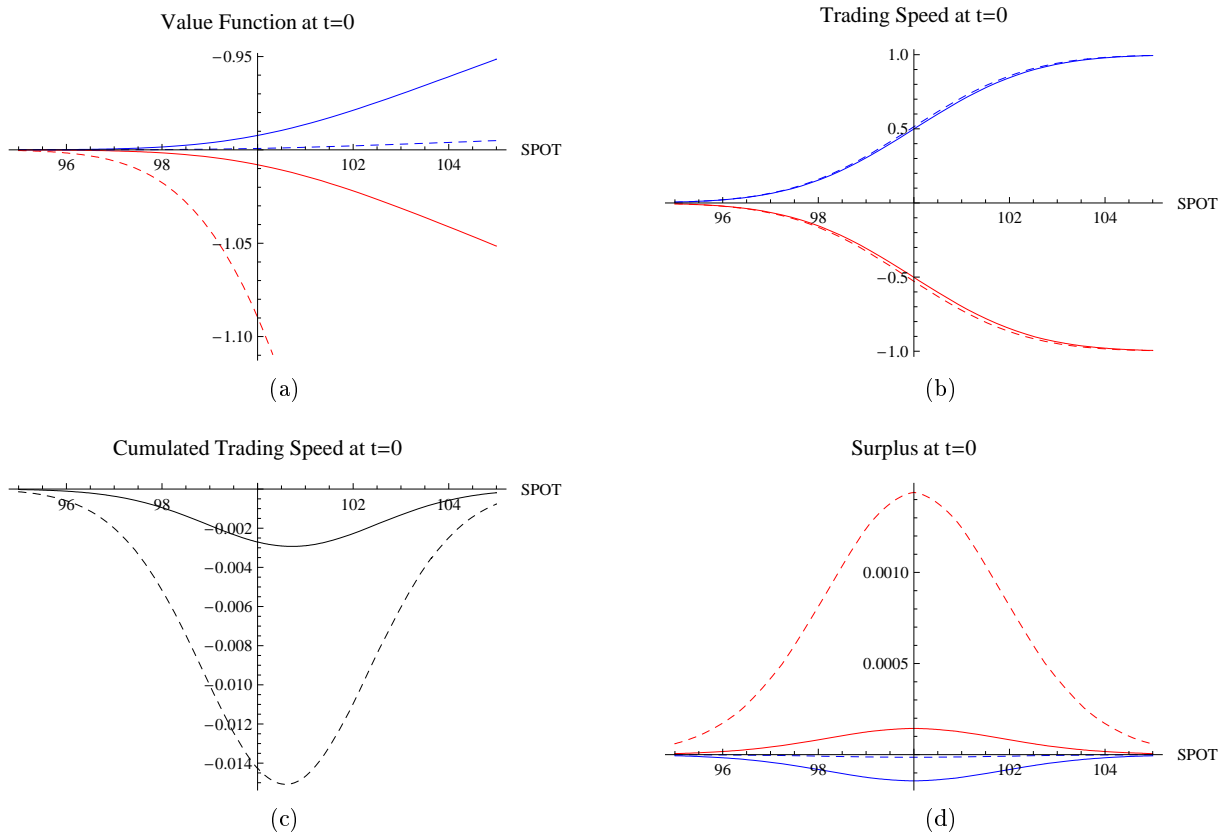 Value Function at t=0
−0.95
96
98
102
104
SPOT
−1.05
−1.10
(a)
Trading Speed at t=0
1.0
0.5
96
98
102
104
SPOT
−0.5
−1.0
(b)
Cumulated Trading Speed at t=0
96
98
102
104
SPOT
−0.002
−0.004
−0.006
−0.008
−0.010
−0.012
−0.014
(c)
Surplus at t=0
0.0010
0.0005
96
98
102
104
SPOT
(d)